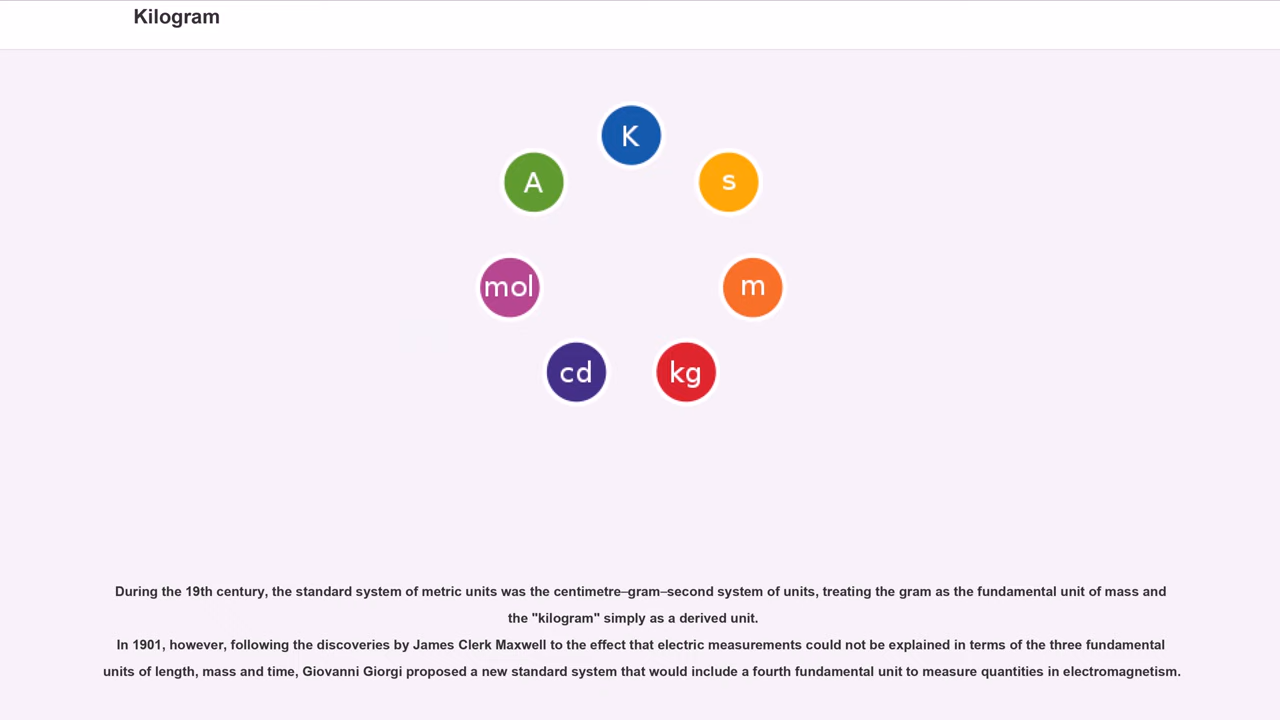 Kilogram
K
A
s
mol
m
cd
kg
During the 19th century, the standard system of metric units was the centimetre–gram–second system of units, treating the gram as the fundamental unit of mass and
the "kilogram" simply as a derived unit.
In 1901, however, following the discoveries by James Clerk Maxwell to the effect that electric measurements could not be explained in terms of the three fundamental
units of length, mass and time, Giovanni Giorgi proposed a new standard system that would include a fourth fundamental unit to measure quantities in electromagnetism.